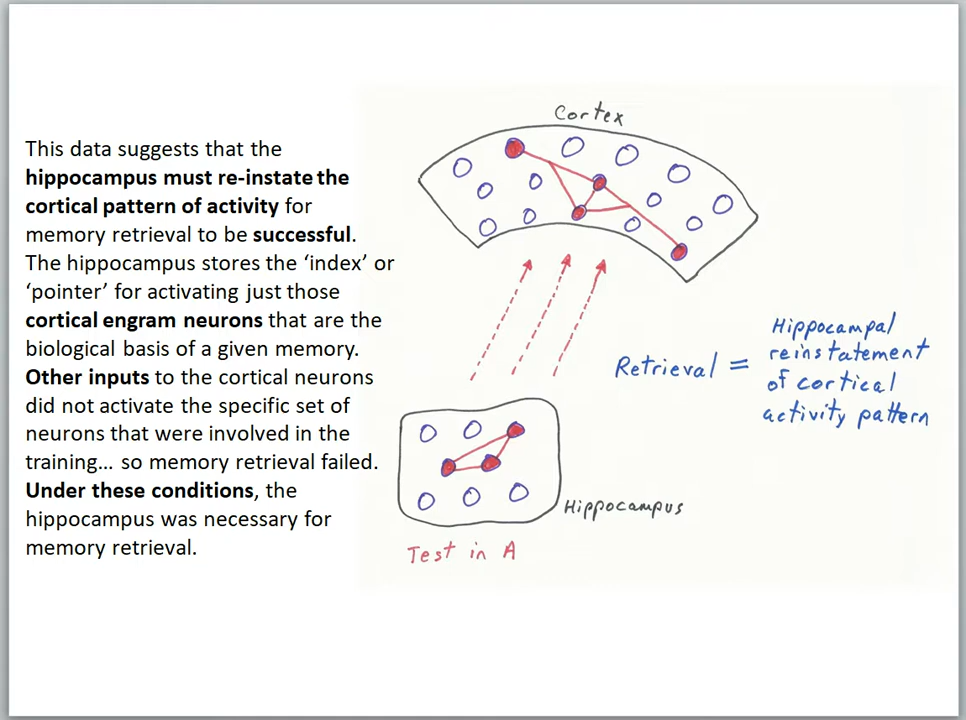 This data suggests that the
hippocampus must re-instate the
cortical pattern of activity for
memory retrieval to be successful.
The hippocampus stores the ‘index’ or
‘pointer’ for activating just those
cortical engram neurons that are the
biological basis of a given memory.
Other inputs to the cortical neurons
did not activate the specific set of
neurons that were involved in the
training... so memory retrieval failed.
Under these conditions, the
hippocampus was necessary for
memory retrieval.
Cortex
Retrieval =
Hippocampal
reinstatement
of cortical
activity pattern
Hippocampus
Test in A